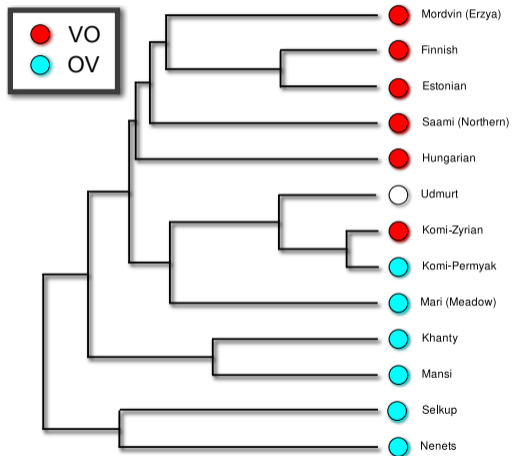 VO
OV
Mordvin (Erzya)
Finnish
Estonian
Saami (Northern)
Hungarian
Udmurt
Komi-Zyrian
Komi-Permyak
Mari (Meadow)
Khanty
Mansi
Selkup
Nenets